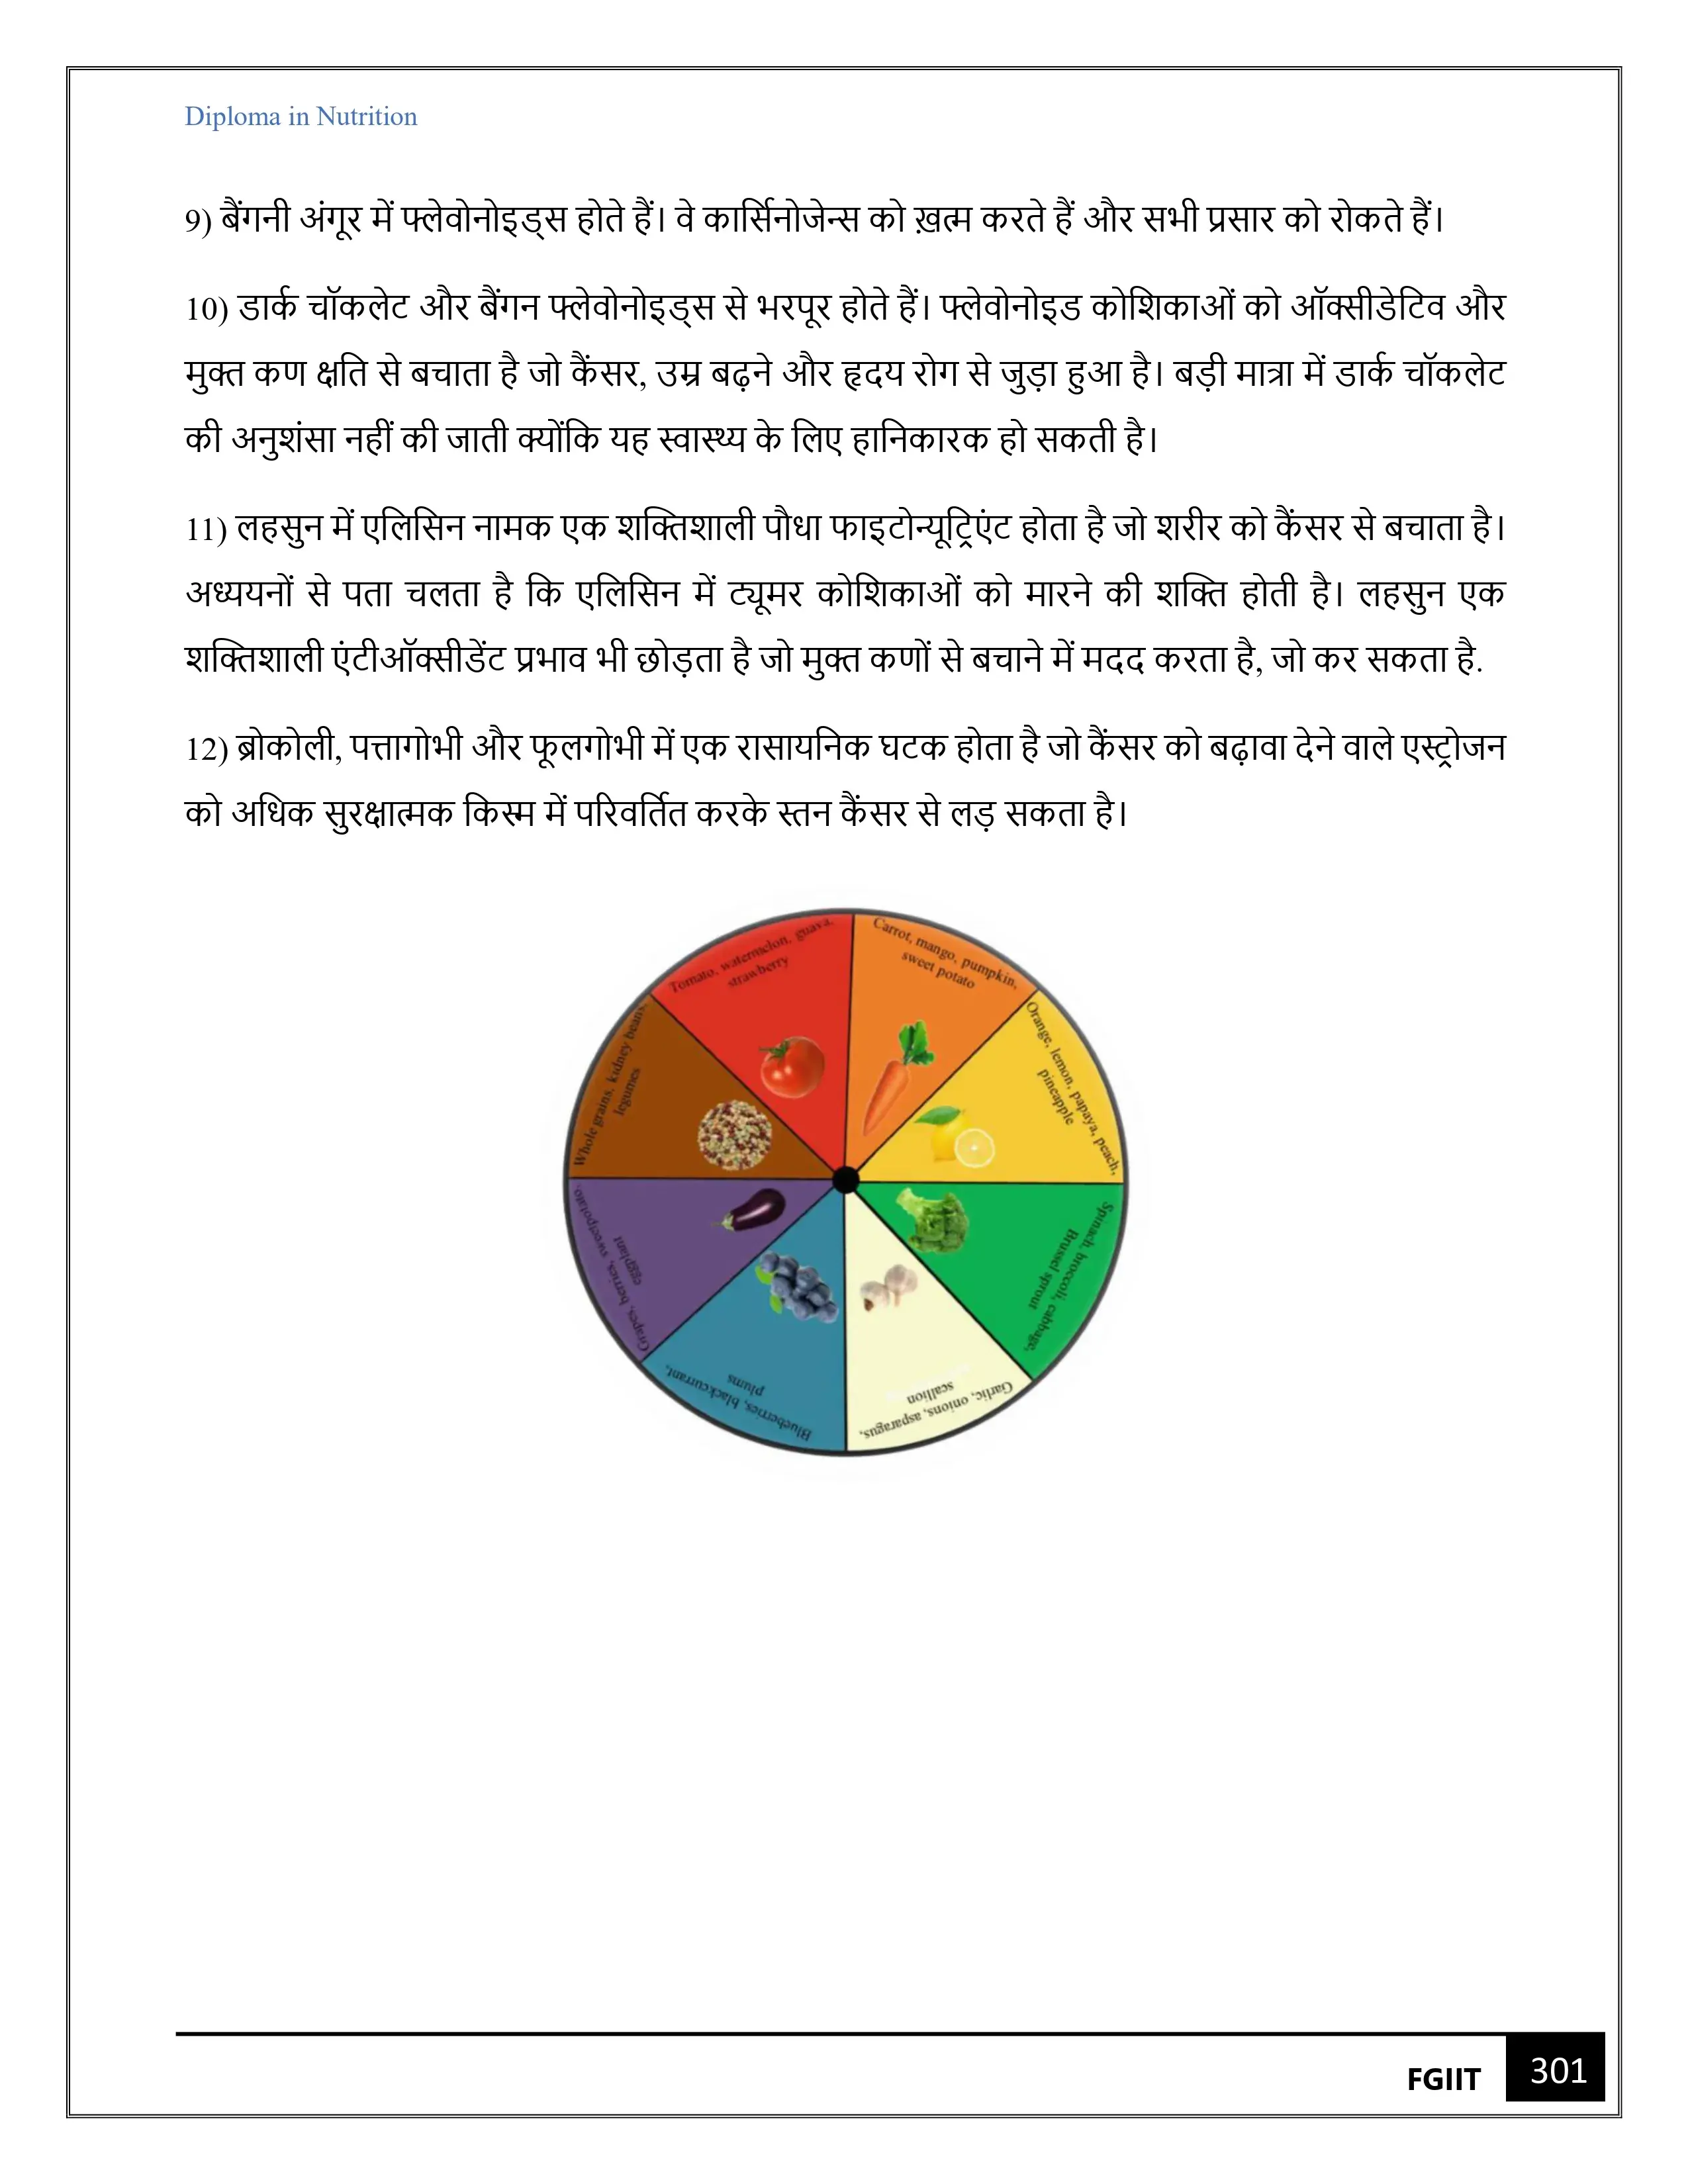 Diploma in Nutrition
9) बैंगनी अंगूर में फ्लेवोनोइड्स होते हैं। वे कार्सिनोजेन्स को ख़त्म करते हैं और सभी प्रसार को रोकते हैं।
10) डार्क चॉकलेट और बैंगन फ्लेवोनोइड्स से भरपूर होते हैं। फ्लेवोनोइड कोशिकाओं को ऑक्सीडेटिव और
मुक्त कण क्षति से बचाता है जो कैंसर, उम्र बढ़ने और हृदय रोग से जुड़ा हुआ है। बड़ी मात्रा में डार्क चॉकलेट
की अनुशंसा नहीं की जाती क्योंकि यह स्वास्थ्य के लिए हानिकारक हो सकती है।
11) लहसुन में एलिसिन नामक एक शक्तिशाली पौधा फाइटोन्यूट्रिएंट होता है जो शरीर को कैंसर से बचाता है।
अध्ययनों से पता चलता है कि एलिसिन में ट्यूमर कोशिकाओं को मारने की शक्ति होती है। लहसुन एक
शक्तिशाली एंटीऑक्सीडेंट प्रभाव भी छोड़ता है जो मुक्त कणों से बचाने में मदद करता है, जो कर सकता है.
12) ब्रोकोली, पत्तागोभी और फूलगोभी में एक रासायनिक घटक होता है जो कैंसर को बढ़ावा देने वाले एस्ट्रोजन
को अधिक सुरक्षात्मक किस्म में परिवर्तित करके स्तन कैंसर से लड़ सकता है।
Tomato, watermelon, guava,
strawberry
Carrot, mango, pumpkin,
sweet potato
Orange, lemon, papaya, peach,
pineapple
Spinach, broccoli, cabbage,
Brussel sprout
Garlic, onions, asparagus,
scallion
Blueberries, blackcurrant,
plums
Grapes, berries, sweetpotato,
eggplant
Whole grains, kidney beans,
legumes
FGIIT
301